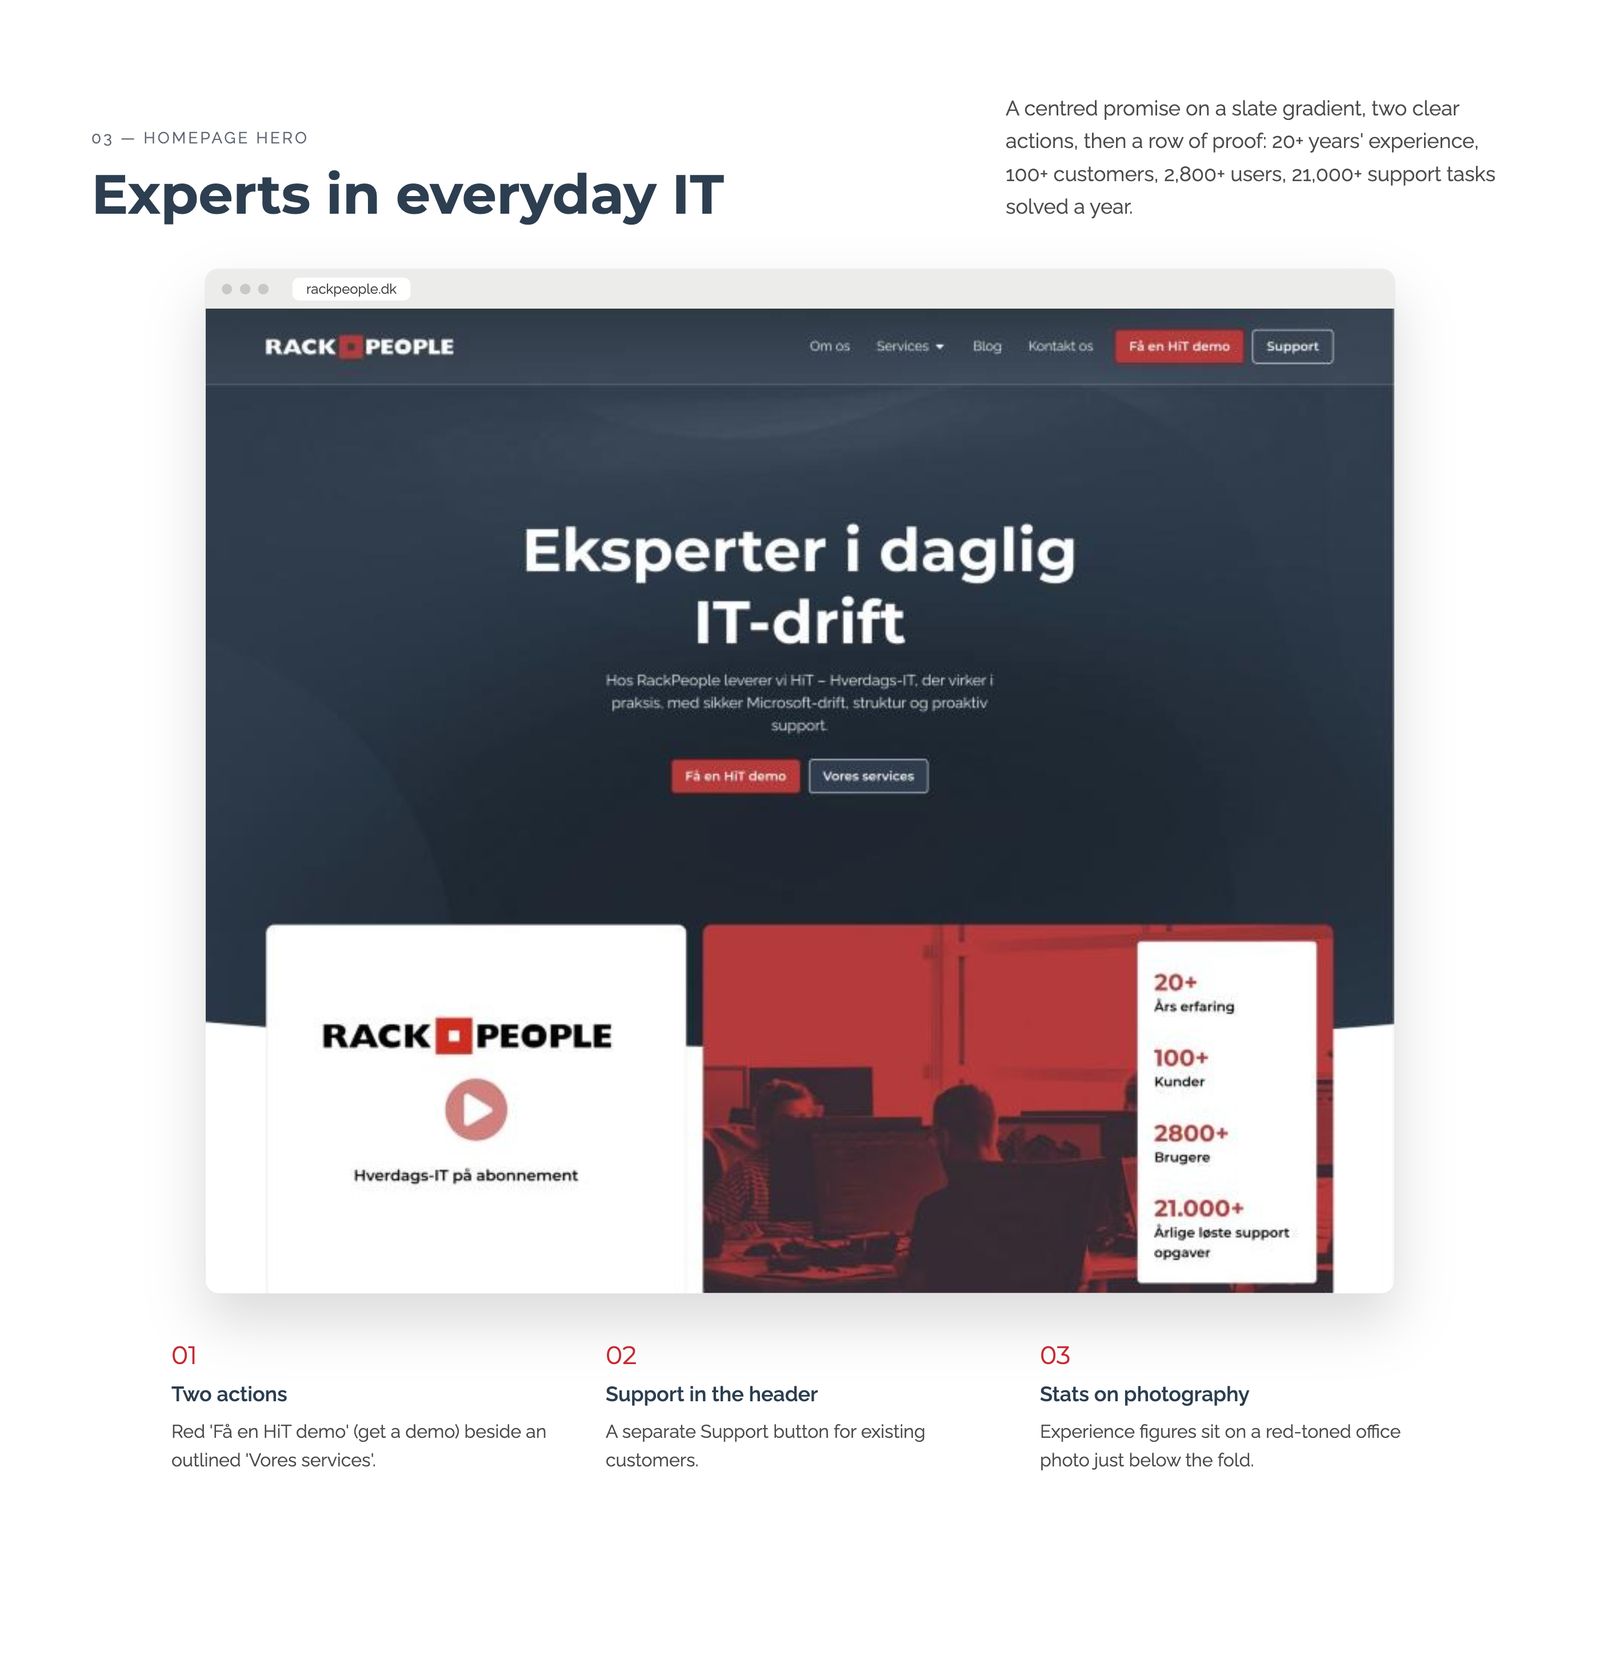 03 — HOMEPAGE HERO
Experts in everyday IT
A centred promise on a slate gradient, two clear
actions, then a row of proof: 20+ years' experience,
100+ customers, 2,800+ users, 21,000+ support tasks
solved a year.
rackpeople.dk
RACK PEOPLE
Om os
Services
Blog
Kontakt os
Få en HiT demo
Support
Eksperter i daglig
IT-drift
Hos RackPeople leverer vi HiT – Hverdags-IT, der virker i
praksis, med sikker Microsoft-drift, struktur og proaktiv
support.
Få en HiT demo
Vores services
RACK PEOPLE
Hverdags-IT på abonnement
20+
Års erfaring
100+
Kunder
2800+
Brugere
21.000+
Årlige løste support
opgaver
01
Two actions
Red 'Få en HiT demo' (get a demo) beside an
outlined 'Vores services'.
02
Support in the header
A separate Support button for existing
customers.
03
Stats on photography
Experience figures sit on a red-toned office
photo just below the fold.